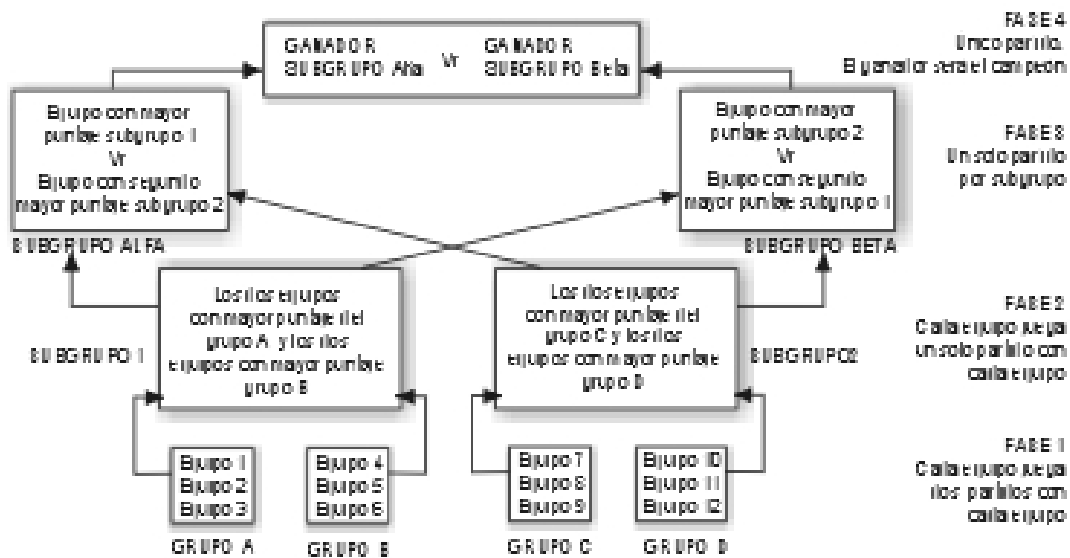 FASE 4
Unico partido.
El ganador sera el campeón
GANADOR
SUBGRUPO Alfa
Vr
GANADOR
SUBGRUPO Beta
Equipo con mayor
puntaje subgrupo 1
Vr
Equipo con segundo
mayor puntaje subgrupo 2
SUBGRUPO ALFA
Equipo con mayor
puntaje subgrupo 2
Vr
Equipo con segundo
mayor puntaje subgrupo 1
SUBGRUPO BETA
FASE 3
Un solo partido
por subgrupo
SUBGRUPO 1
Los dos equipos
con mayor puntaje del
grupo A y los dos
equipos con mayor puntaje
grupo B
Los dos equipos
con mayor puntaje del
grupo C y los dos
equipos con mayor puntaje
grupo D
SUBGRUPO2
FASE 2
Cada equipo juega
un solo partido con
cada equipo
Equipo 1
Equipo 2
Equipo 3
GRUPO A
Equipo 4
Equipo 5
Equipo 6
GRUPO B
Equipo 7
Equipo 8
Equipo 9
GRUPO C
Equipo 10
Equipo 11
Equipo 12
GRUPO D
FASE 1
Cada equipo juega
dos partidos con
cada equipo